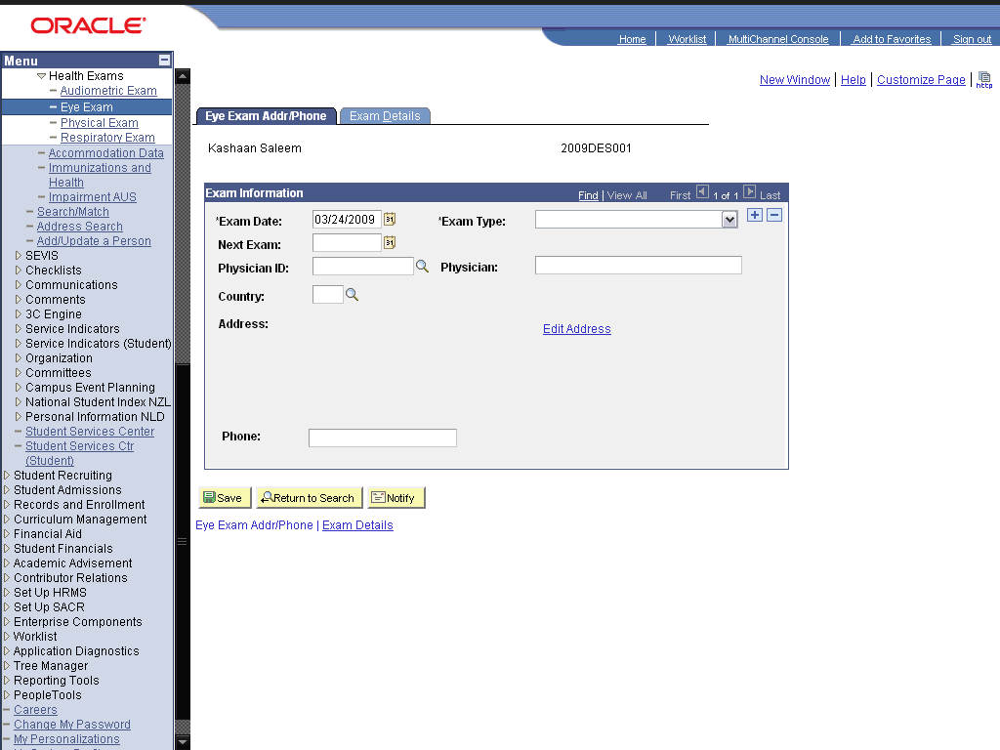 ORACLE®
Home
Worklist
MultiChannel Console
Add to Favorites
Sign out
Menu
Health Exams
Audiometric Exam
Eye Exam
Physical Exam
Respiratory Exam
Accommodation Data
Immunizations and
Health
Impairment AUS
Search/Match
Address Search
Add/Update a Person
SEVIS
Checklists
Communications
Comments
3C Engine
Service Indicators
Service Indicators (Student)
Organization
Committees
Campus Event Planning
National Student Index NZL
Personal Information NLD
Student Services Center
Student Services Ctr
(Student)
Student Recruiting
Student Admissions
Records and Enrollment
Curriculum Management
Financial Aid
Student Financials
Academic Advisement
Contributor Relations
Set Up HRMS
Set Up SACR
Enterprise Components
Worklist
Application Diagnostics
Tree Manager
Reporting Tools
PeopleTools
Careers
Change My Password
My Personalizations
New Window | Help | Customize Page | http
Eye Exam Addr/Phone
Exam Details
Kashaan Saleem 2009DES001
Exam Information Find | View All First 1 of 1 Last
*Exam Date: 03/24/2009 31 *Exam Type:
Next Exam: 31
Physician ID: Physician:
Country:
Address: Edit Address
Phone:
Save Return to Search Notify
Eye Exam Addr/Phone | Exam Details